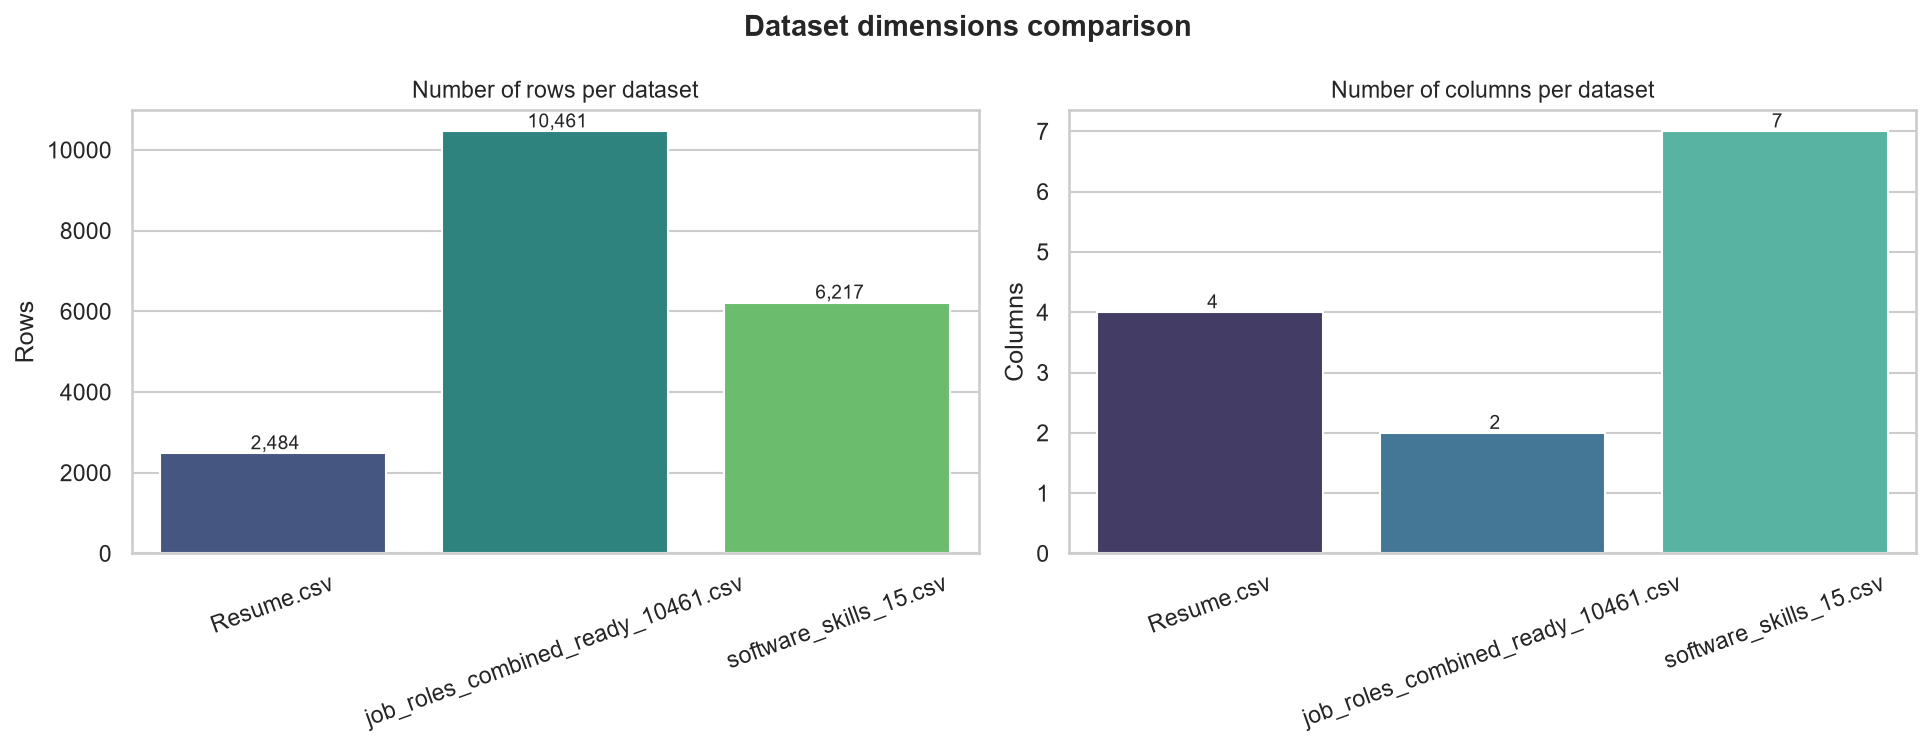 Dataset dimensions comparison
Number of rows per dataset
10,461
10000
8000
6,217
6000
Rows
4000
2,484
2000
0
Resume.csv
job_roles_combined_ready_10461.csv
software_skills_15.csv
Number of columns per dataset
7
7
6
5
4
4
Columns
3
2
2
1
0
Resume.csv
job_roles_combined_ready_10461.csv
software_skills_15.csv